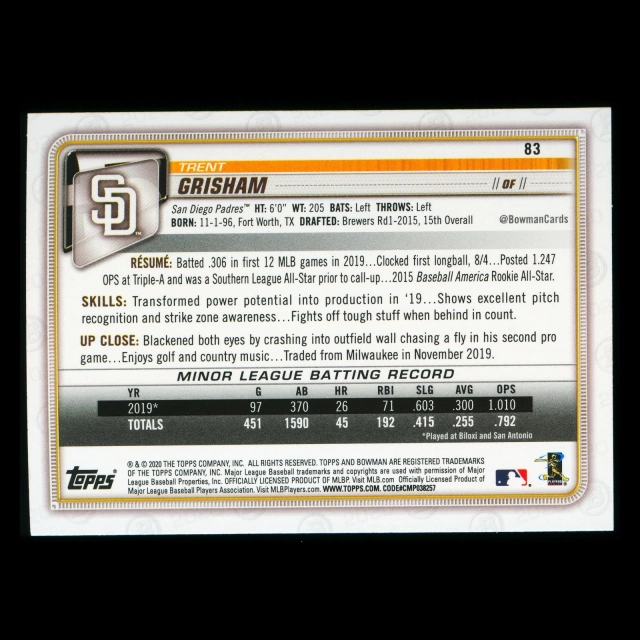 83
TRENT
GRISHAM
// OF //
SD
San Diego Padres™ HT: 6'0" WT: 205 BATS: Left THROWS: Left
BORN: 11-1-96, Fort Worth, TX DRAFTED: Brewers Rd1-2015, 15th Overall
@BowmanCards
RÉSUMÉ: Batted .306 in first 12 MLB games in 2019...Clocked first longball, 8/4...Posted 1.247
OPS at Triple-A and was a Southern League All-Star prior to call-up...2015 Baseball America Rookie All-Star.
SKILLS: Transformed power potential into production in '19...Shows excellent pitch
recognition and strike zone awareness...Fights off tough stuff when behind in count.
UP CLOSE: Blackened both eyes by crashing into outfield wall chasing a fly in his second pro
game...Enjoys golf and country music...Traded from Milwaukee in November 2019.
MINOR LEAGUE BATTING RECORD
YR G AB HR RBI SLG AVG OPS
2019* 97 370 26 71 .603 .300 1.010
TOTALS 451 1590 45 192 .415 .255 .792
*Played at Biloxi and San Antonio
Topps
® & © 2020 THE TOPPS COMPANY, INC. ALL RIGHTS RESERVED. TOPPS AND BOWMAN ARE REGISTERED TRADEMARKS
OF THE TOPPS COMPANY, INC. Major League Baseball trademarks and copyrights are used with permission of Major
League Baseball Properties, Inc. OFFICIALLY LICENSED PRODUCT OF MLBP. Visit MLB.com Officially Licensed Product of
Major League Baseball Players Association. Visit MLBPlayers.com. WWW.TOPPS.COM. CODE#CMP038257